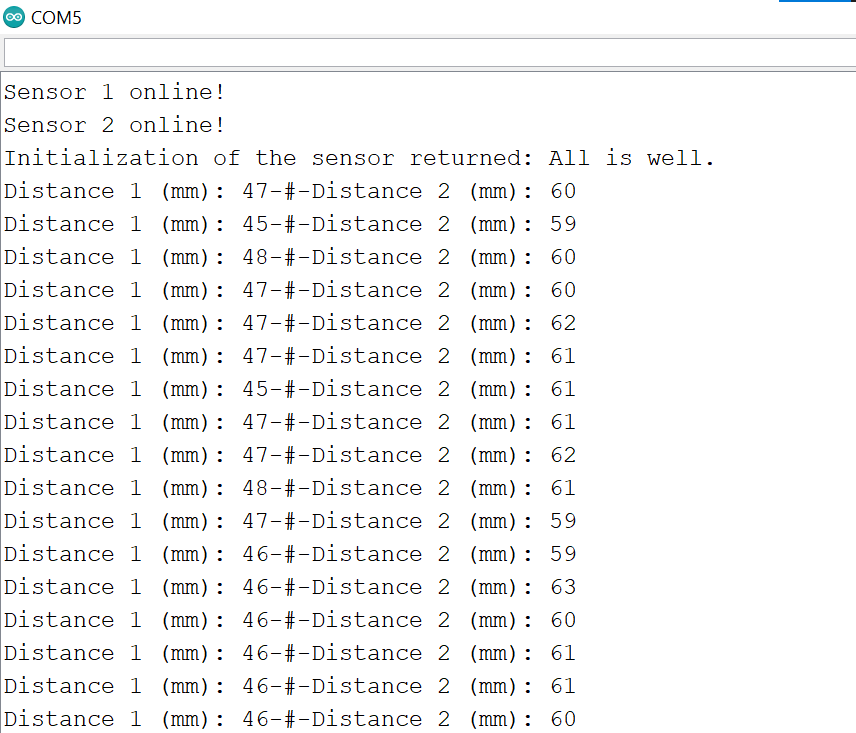 COM5
Sensor 1 online!
Sensor 2 online!
Initialization of the sensor returned: All is well.
Distance 1 (mm): 47-#-Distance 2 (mm): 60
Distance 1 (mm): 45-#-Distance 2 (mm): 59
Distance 1 (mm): 48-#-Distance 2 (mm): 60
Distance 1 (mm): 47-#-Distance 2 (mm): 60
Distance 1 (mm): 47-#-Distance 2 (mm): 62
Distance 1 (mm): 47-#-Distance 2 (mm): 61
Distance 1 (mm): 45-#-Distance 2 (mm): 61
Distance 1 (mm): 47-#-Distance 2 (mm): 61
Distance 1 (mm): 47-#-Distance 2 (mm): 62
Distance 1 (mm): 48-#-Distance 2 (mm): 61
Distance 1 (mm): 47-#-Distance 2 (mm): 59
Distance 1 (mm): 46-#-Distance 2 (mm): 59
Distance 1 (mm): 46-#-Distance 2 (mm): 63
Distance 1 (mm): 46-#-Distance 2 (mm): 60
Distance 1 (mm): 46-#-Distance 2 (mm): 61
Distance 1 (mm): 46-#-Distance 2 (mm): 61
Distance 1 (mm): 46-#-Distance 2 (mm): 60